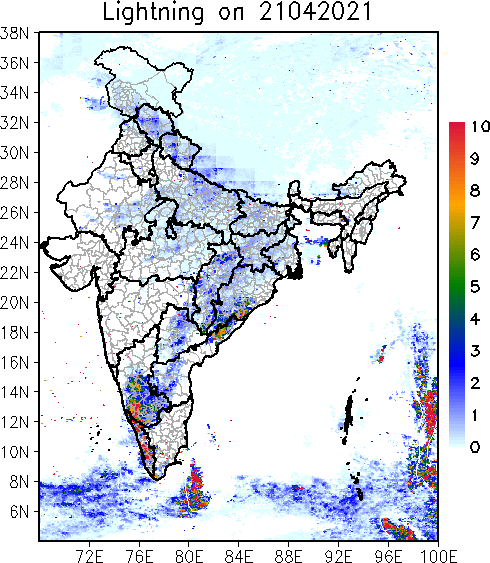 Lightning on 21042021
38N
36N
34N
32N
30N
28N
26N
24N
22N
20N
18N
16N
14N
12N
10N
8N
6N
72E 76E 80E 84E 88E 92E 96E 100E
10
9
8
7
6
5
4
3
2
1
0